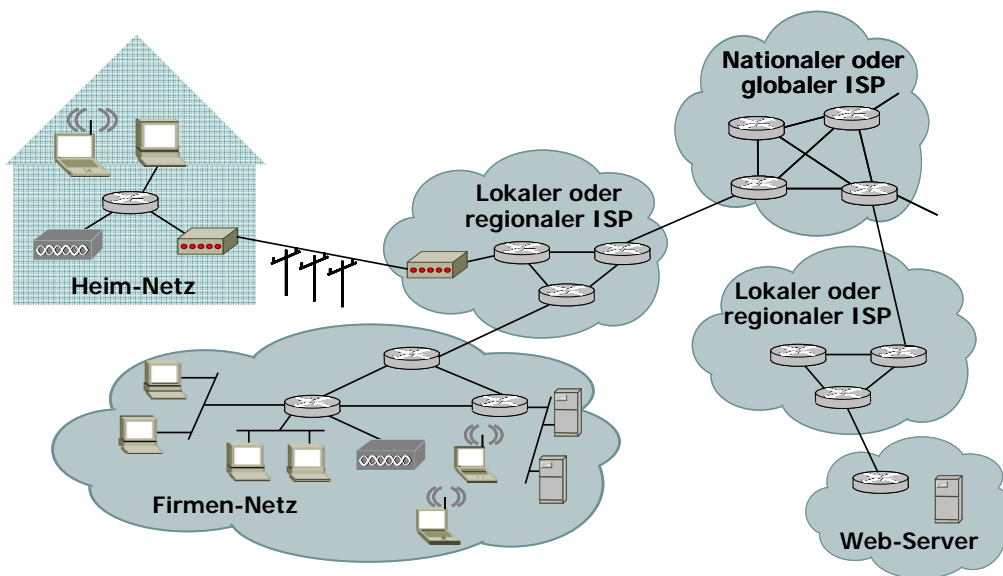 Nationaler oder
globaler ISP
Lokaler oder
regionaler ISP
Heim-Netz
Lokaler oder
regionaler ISP
Firmen-Netz
Web-Server